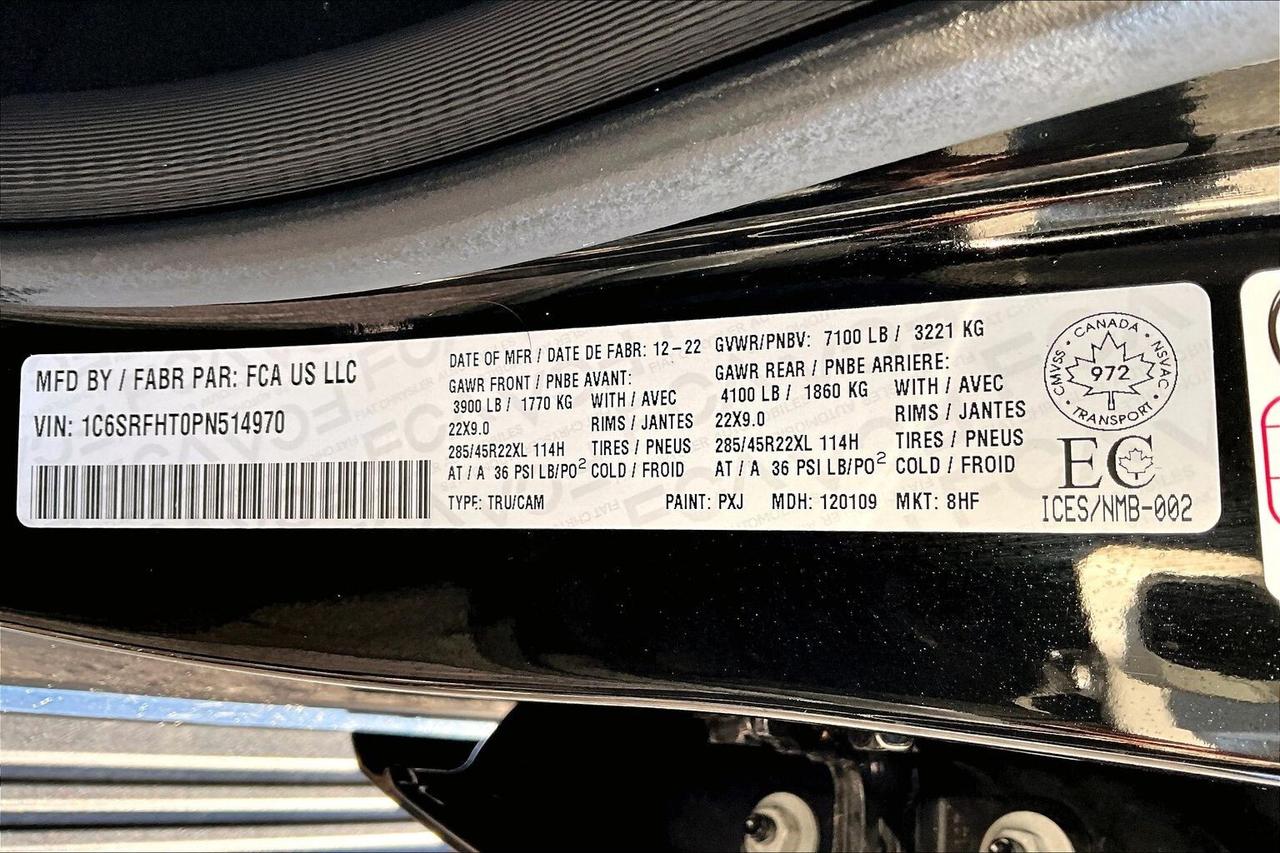 MFD BY / FABR PAR: FCA US LLC
VIN: 1C6SRFHT0PN514970
DATE OF MFR / DATE DE FABR: 12-22
GAWR FRONT / PNBE AVANT:
3900 LB / 1770 KG WITH / AVEC
22X9.0 RIMS / JANTES
285/45R22XL 114H TIRES / PNEUS
AT / A 36 PSI LB/PO² COLD / FROID
TYPE: TRU/CAM
GVWR/PNBV: 7100 LB / 3221 KG
GAWR REAR / PNBE ARRIERE:
4100 LB / 1860 KG WITH / AVEC
22X9.0 RIMS / JANTES
285/45R22XL 114H TIRES / PNEUS
AT / A 36 PSI LB/PO² COLD / FROID
PAINT: PXJ MDH: 120109 MKT: 8HF
CANADA
CMVSS 972 NSVAC
TRANSPORT
EC
ICES/NMB-002